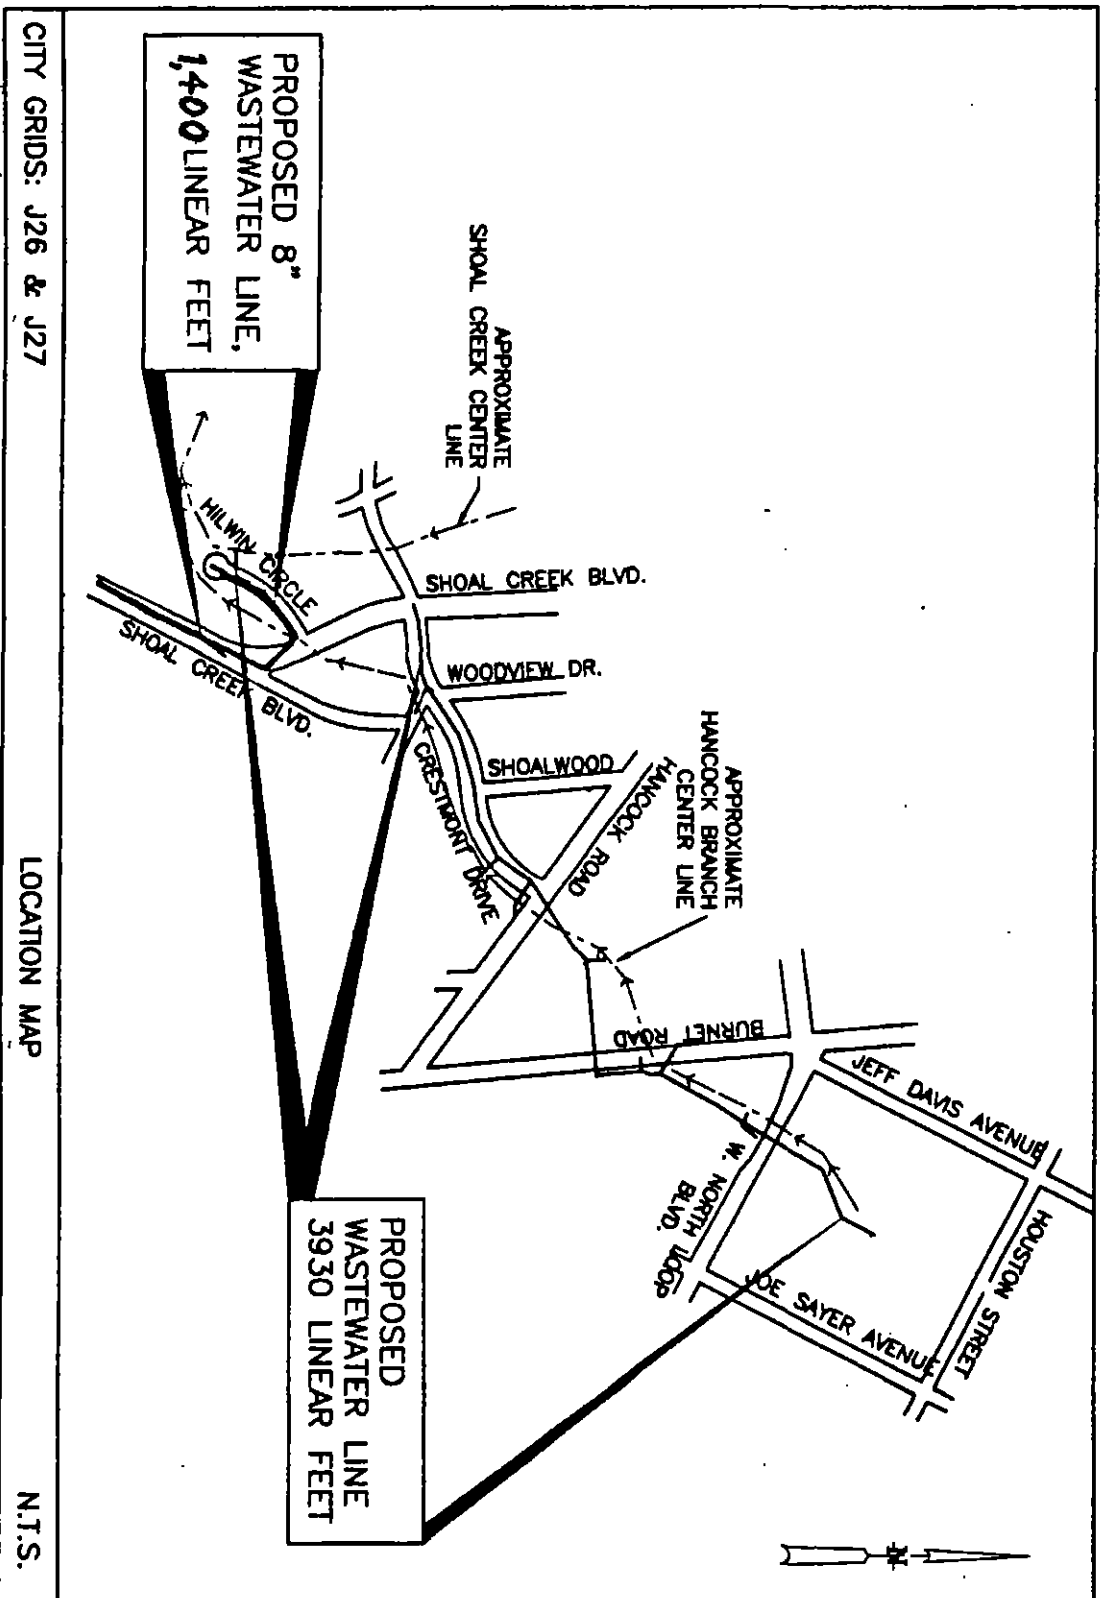 PROPOSED 8"
WASTEWATER LINE,
1,400 LINEAR FEET
APPROXIMATE
SHOAL CREEK CENTER
LINE
HILWIN CIRCLE
SHOAL CREEK BLVD.
SHOAL CREEK BLVD.
WOODVIEW DR.
SHOALWOOD
HANCOCK ROAD
CRESTMONT DRIVE
APPROXIMATE
HANCOCK BRANCH
CENTER LINE
BURNET ROAD
JEFF DAVIS AVENUE
HOUSTON STREET
W. NORTH LOOP
BLVD.
JOE SAYER AVENUE
PROPOSED
WASTEWATER LINE
3930 LINEAR FEET
N
CITY GRIDS: J26 & J27
LOCATION MAP
N.T.S.